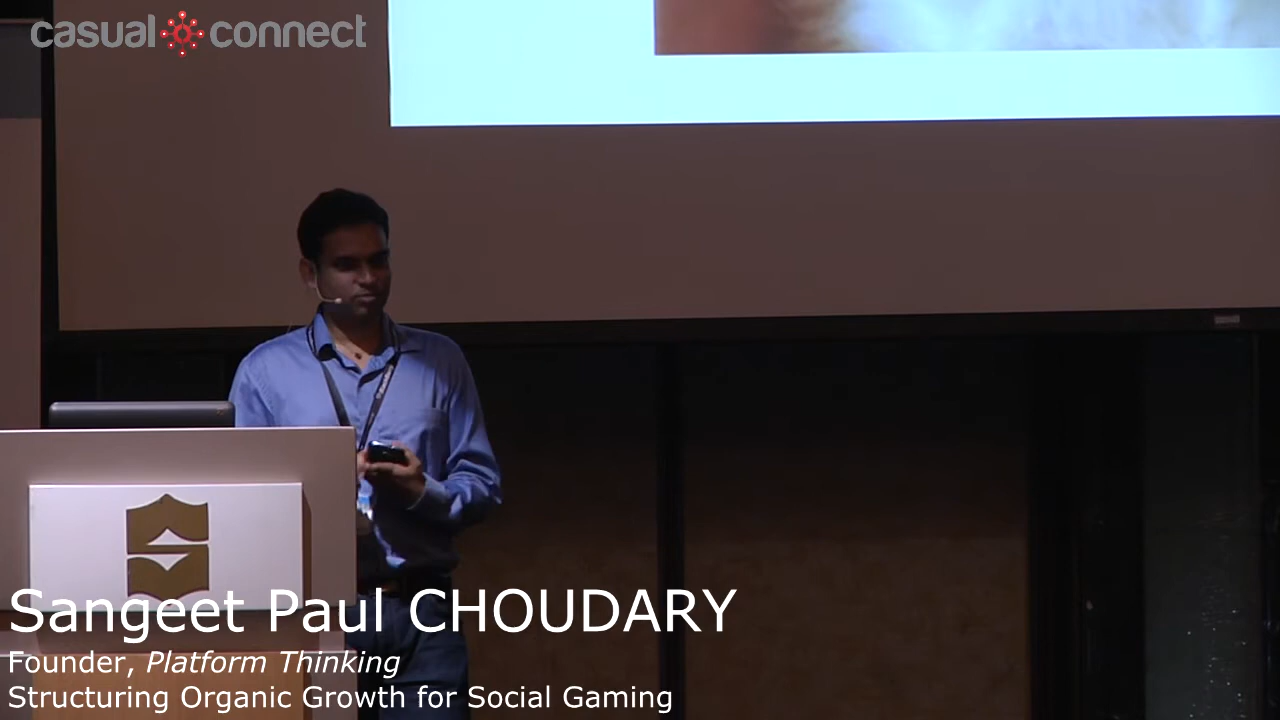 casual connect
Sangeet Paul CHOUDARY
Founder, Platform Thinking
Structuring Organic Growth for Social Gaming